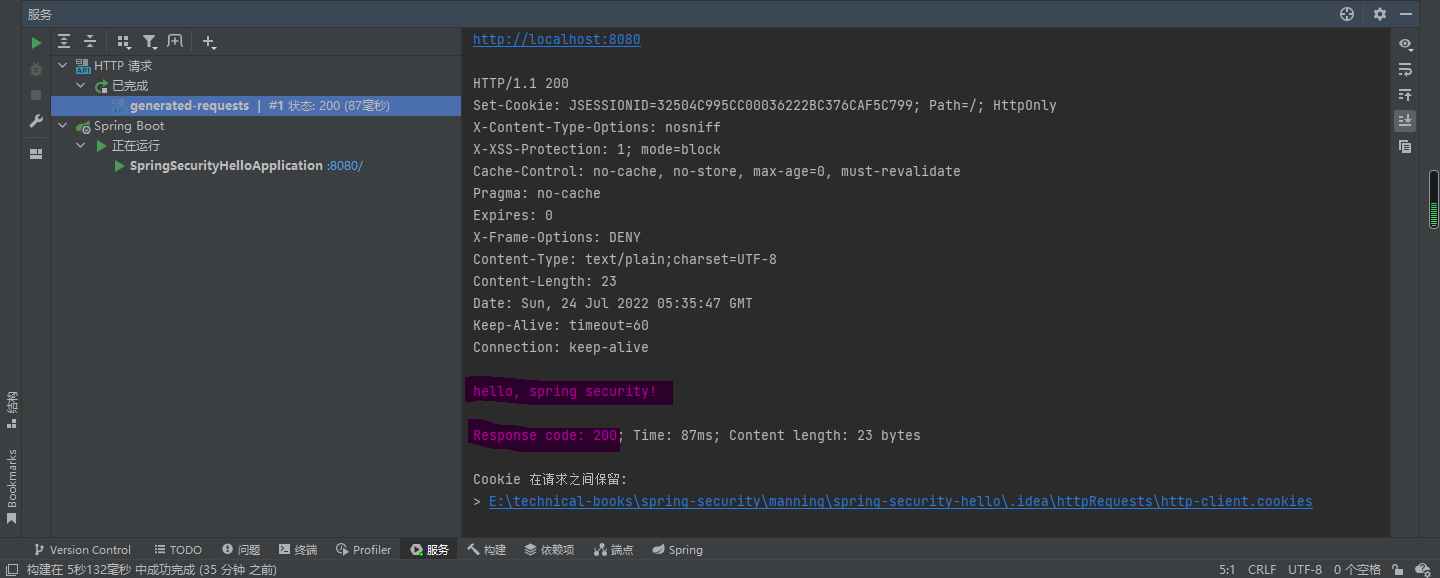 服务
HTTP 请求
已完成
generated-requests | #1 状态: 200 (87毫秒)
Spring Boot
正在运行
SpringSecurityHelloApplication :8080/
http://localhost:8080
HTTP/1.1 200
Set-Cookie: JSESSIONID=32504C995CC00036222BC376CAF5C799; Path=/; HttpOnly
X-Content-Type-Options: nosniff
X-XSS-Protection: 1; mode=block
Cache-Control: no-cache, no-store, max-age=0, must-revalidate
Pragma: no-cache
Expires: 0
X-Frame-Options: DENY
Content-Type: text/plain;charset=UTF-8
Content-Length: 23
Date: Sun, 24 Jul 2022 05:35:47 GMT
Keep-Alive: timeout=60
Connection: keep-alive
hello, spring security!
Response code: 200; Time: 87ms; Content length: 23 bytes
Cookie 在请求之间保留:
> E:\technical-books\spring-security\manning\spring-security-hello\.idea\httpRequests\http-client.cookies
结构
Bookmarks
Version Control TODO 问题 终端 Profiler 服务 构建 依赖项 端点 Spring
构建在 5秒132毫秒 中成功完成 (35 分钟 之前) 5:1 CRLF UTF-8 0 个空格